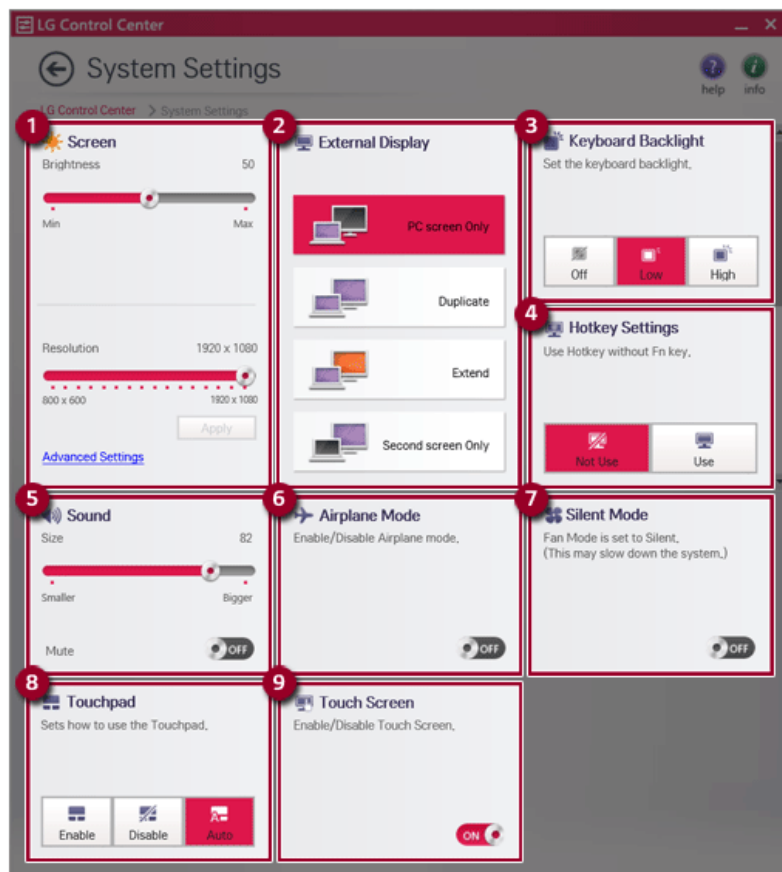 LG Control Center
System Settings
help
info
LG Control Center > System Settings
1
Screen
Brightness 50
Min Max
Resolution 1920 x 1080
800 x 600 1920 x 1080
Apply
Advanced Settings
2
External Display
PC screen Only
Duplicate
Extend
Second screen Only
3
Keyboard Backlight
Set the keyboard backlight.
Off Low High
4
Hotkey Settings
Use Hotkey without Fn key.
Not Use Use
5
Sound
Size 82
Smaller Bigger
Mute OFF
6
Airplane Mode
Enable/Disable Airplane mode.
OFF
7
Silent Mode
Fan Mode is set to Silent.
(This may slow down the system.)
OFF
8
Touchpad
Sets how to use the Touchpad.
Enable Disable Auto
9
Touch Screen
Enable/Disable Touch Screen.
ON